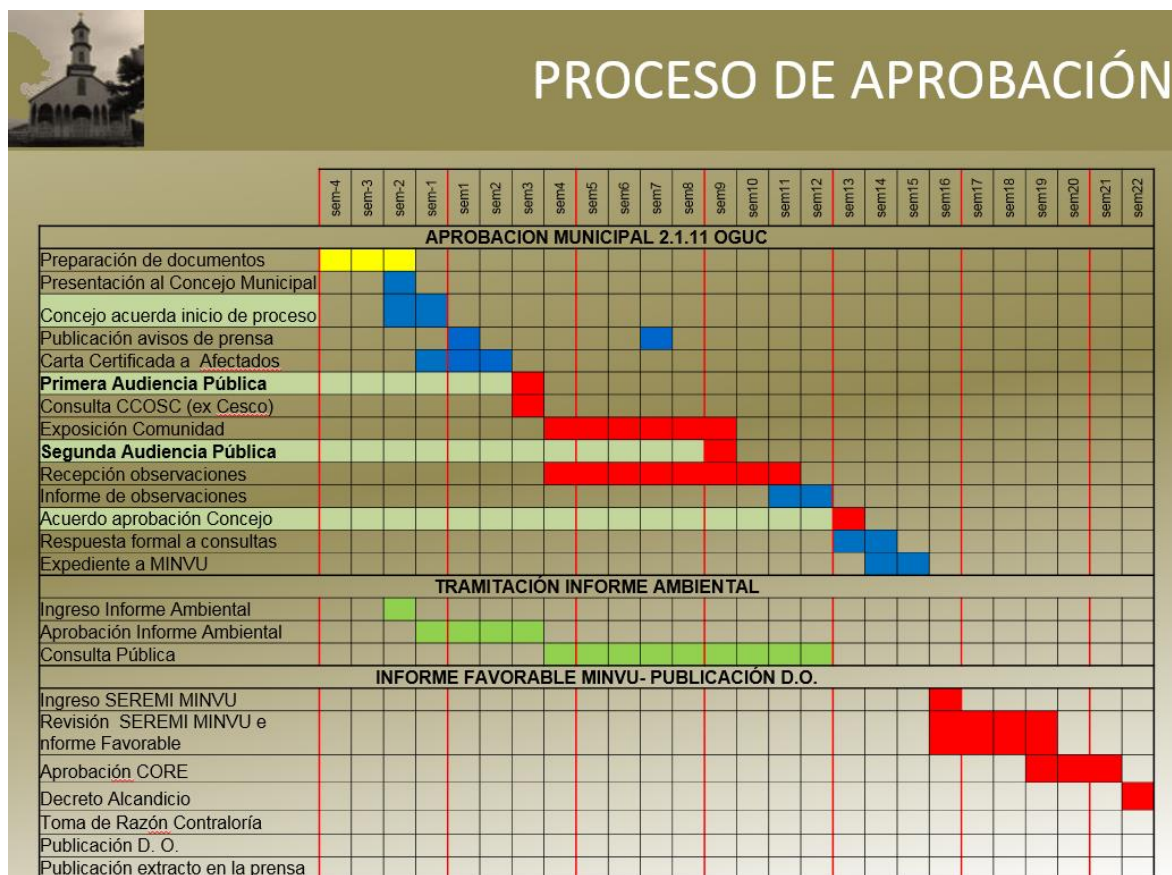 PROCESO DE APROBACIÓN
sem-4 sem-3 sem-2 sem-1 sem1 sem2 sem3 sem4 sem5 sem6 sem7 sem8 sem9 sem10 sem11 sem12 sem13 sem14 sem15 sem16 sem17 sem18 sem19 sem20 sem21 sem22
APROBACION MUNICIPAL 2.1.11 OGUC
Preparación de documentos
Presentación al Concejo Municipal
Concejo acuerda inicio de proceso
Publicación avisos de prensa
Carta Certificada a Afectados
Primera Audiencia Pública
Consulta CCOSC (ex Cesco)
Exposición Comunidad
Segunda Audiencia Pública
Recepción observaciones
Informe de observaciones
Acuerdo aprobación Concejo
Respuesta formal a consultas
Expediente a MINVU
TRAMITACIÓN INFORME AMBIENTAL
Ingreso Informe Ambiental
Aprobación Informe Ambiental
Consulta Pública
INFORME FAVORABLE MINVU- PUBLICACIÓN D.O.
Ingreso SEREMI MINVU
Revisión SEREMI MINVU e
nforme Favorable
Aprobación CORE
Decreto Alcandicio
Toma de Razón Contraloría
Publicación D. O.
Publicación extracto en la prensa